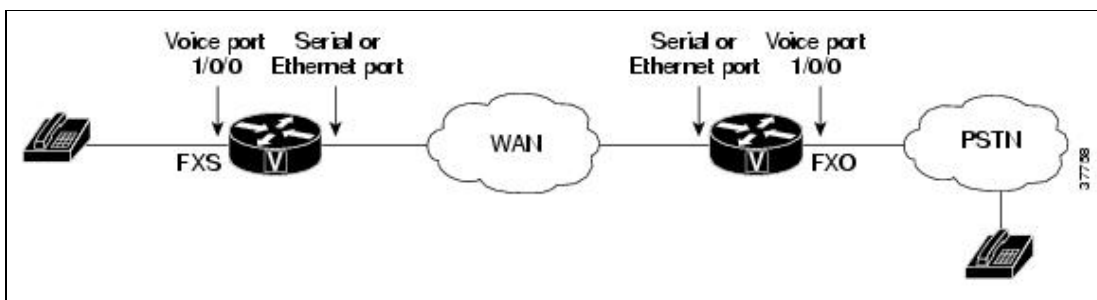 Voice port
1/0/0
Serial or
Ethernet port
Serial or
Ethernet port
Voice port
1/0/0
FXS
V
WAN
V
FXO
PSTN
37758